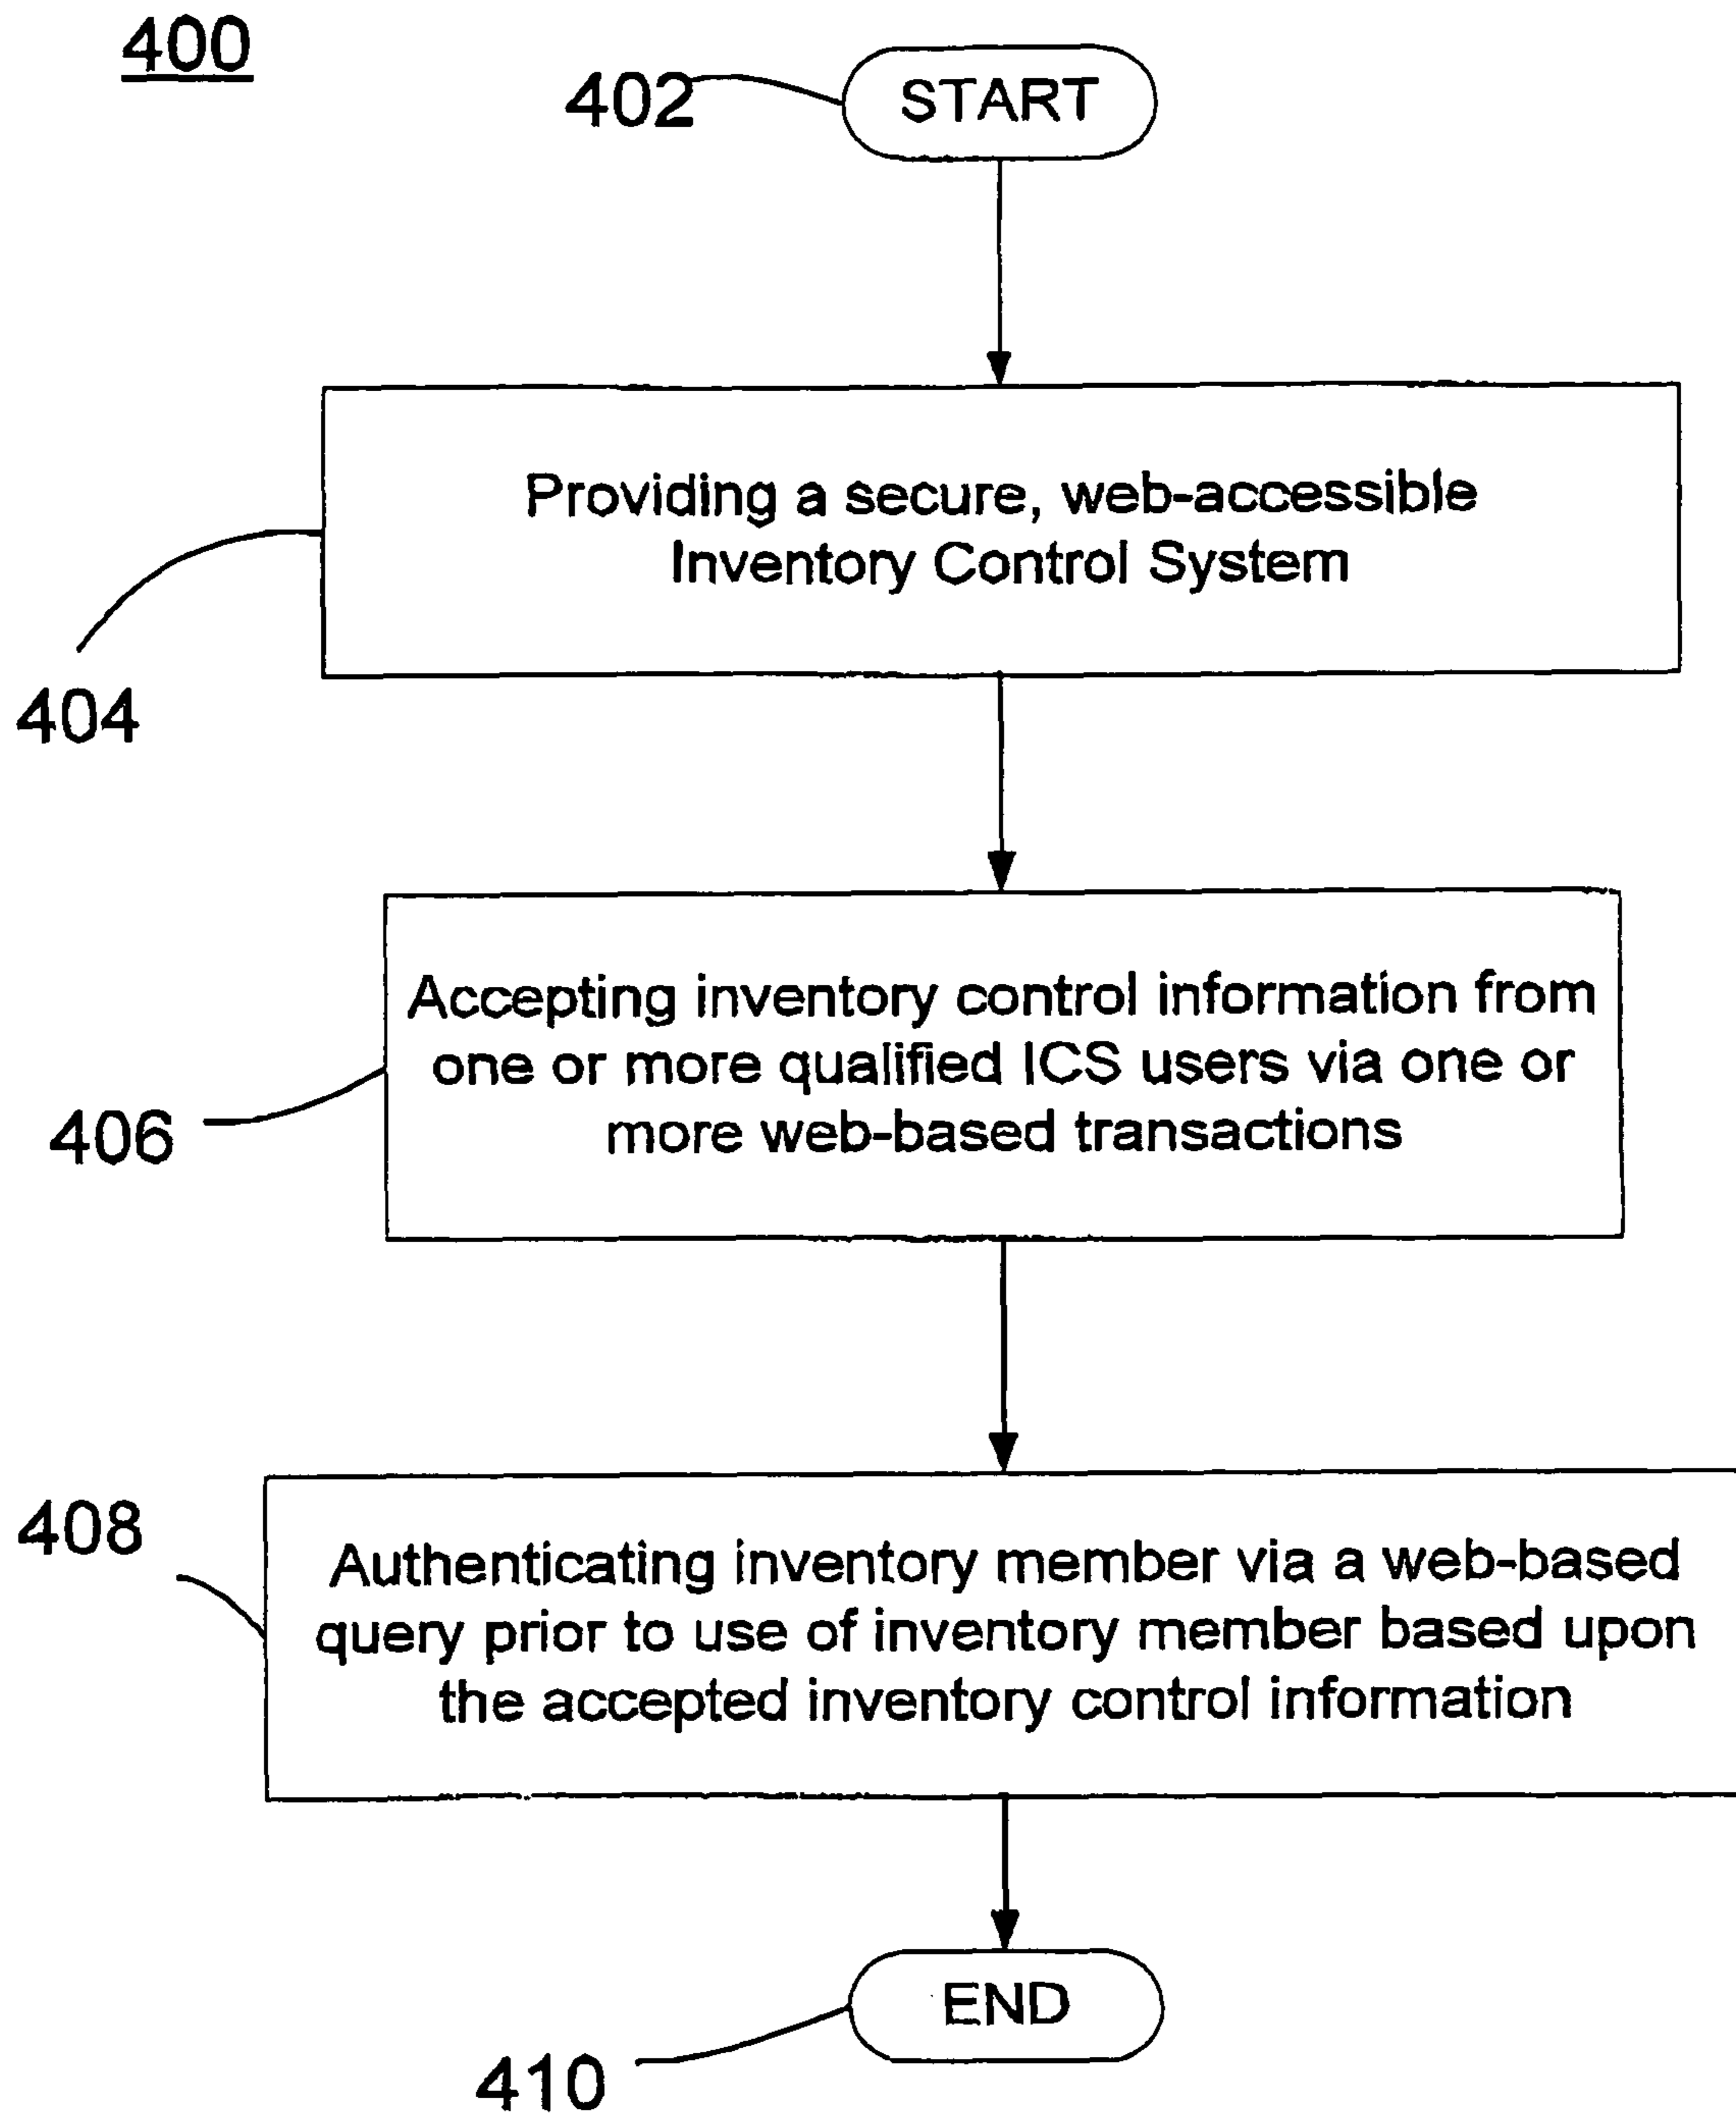 400
402
START
Providing a secure, web-accessible
Inventory Control System
404
Accepting inventory control information from
one or more qualified ICS users via one or
more web-based transactions
406
408
Authenticating inventory member via a web-based
query prior to use of inventory member based upon
the accepted inventory control information
END
410